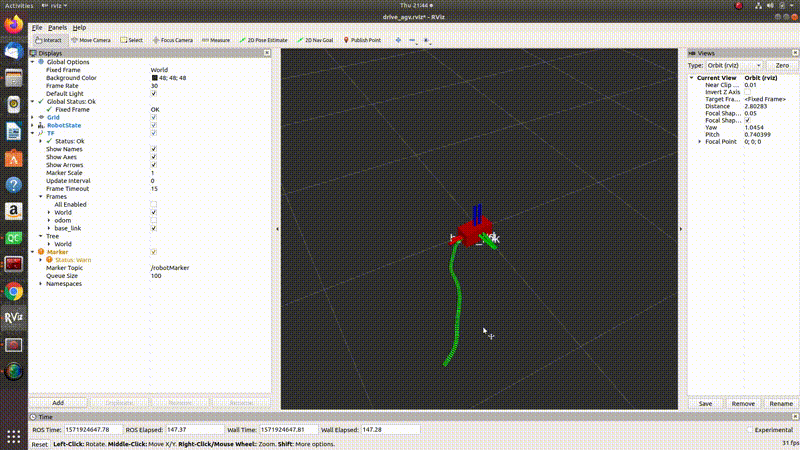 Activities
rviz
Thu 21:44
drive_agv.rviz* - RViz
File Panels Help
Interact Move Camera Select Focus Camera Measure 2D Pose Estimate 2D Nav Goal Publish Point
Displays
Global Options
Fixed Frame World
Background Color 48; 48; 48
Frame Rate 30
Default Light
Global Status: Ok
Fixed Frame OK
Grid
RobotState
TF
Status: Ok
Show Names
Show Axes
Show Arrows
Marker Scale 1
Update Interval 0
Frame Timeout 15
Frames
All Enabled
World
odom
base_link
Tree
World
Marker
Status: Warn
Marker Topic /robotMarker
Queue Size 100
Namespaces
Add Duplicate Remove Rename
Views
Type: Orbit (rviz) Zero
Current View Orbit (rviz)
Near Clip ... 0.01
Invert Z Axis
Target Fra... <Fixed Frame>
Distance 2.80283
Focal Shap... 0.05
Focal Shap...
Yaw 1.0454
Pitch 0.740399
Focal Point 0; 0; 0
Save Remove Rename
Time
ROS Time: 1571924647.78 ROS Elapsed: 147.37 Wall Time: 1571924647.81 Wall Elapsed: 147.28 Experimental
Reset Left-Click: Rotate. Middle-Click: Move X/Y. Right-Click/Mouse Wheel: Zoom. Shift: More options. 31 fps
QC
RViz